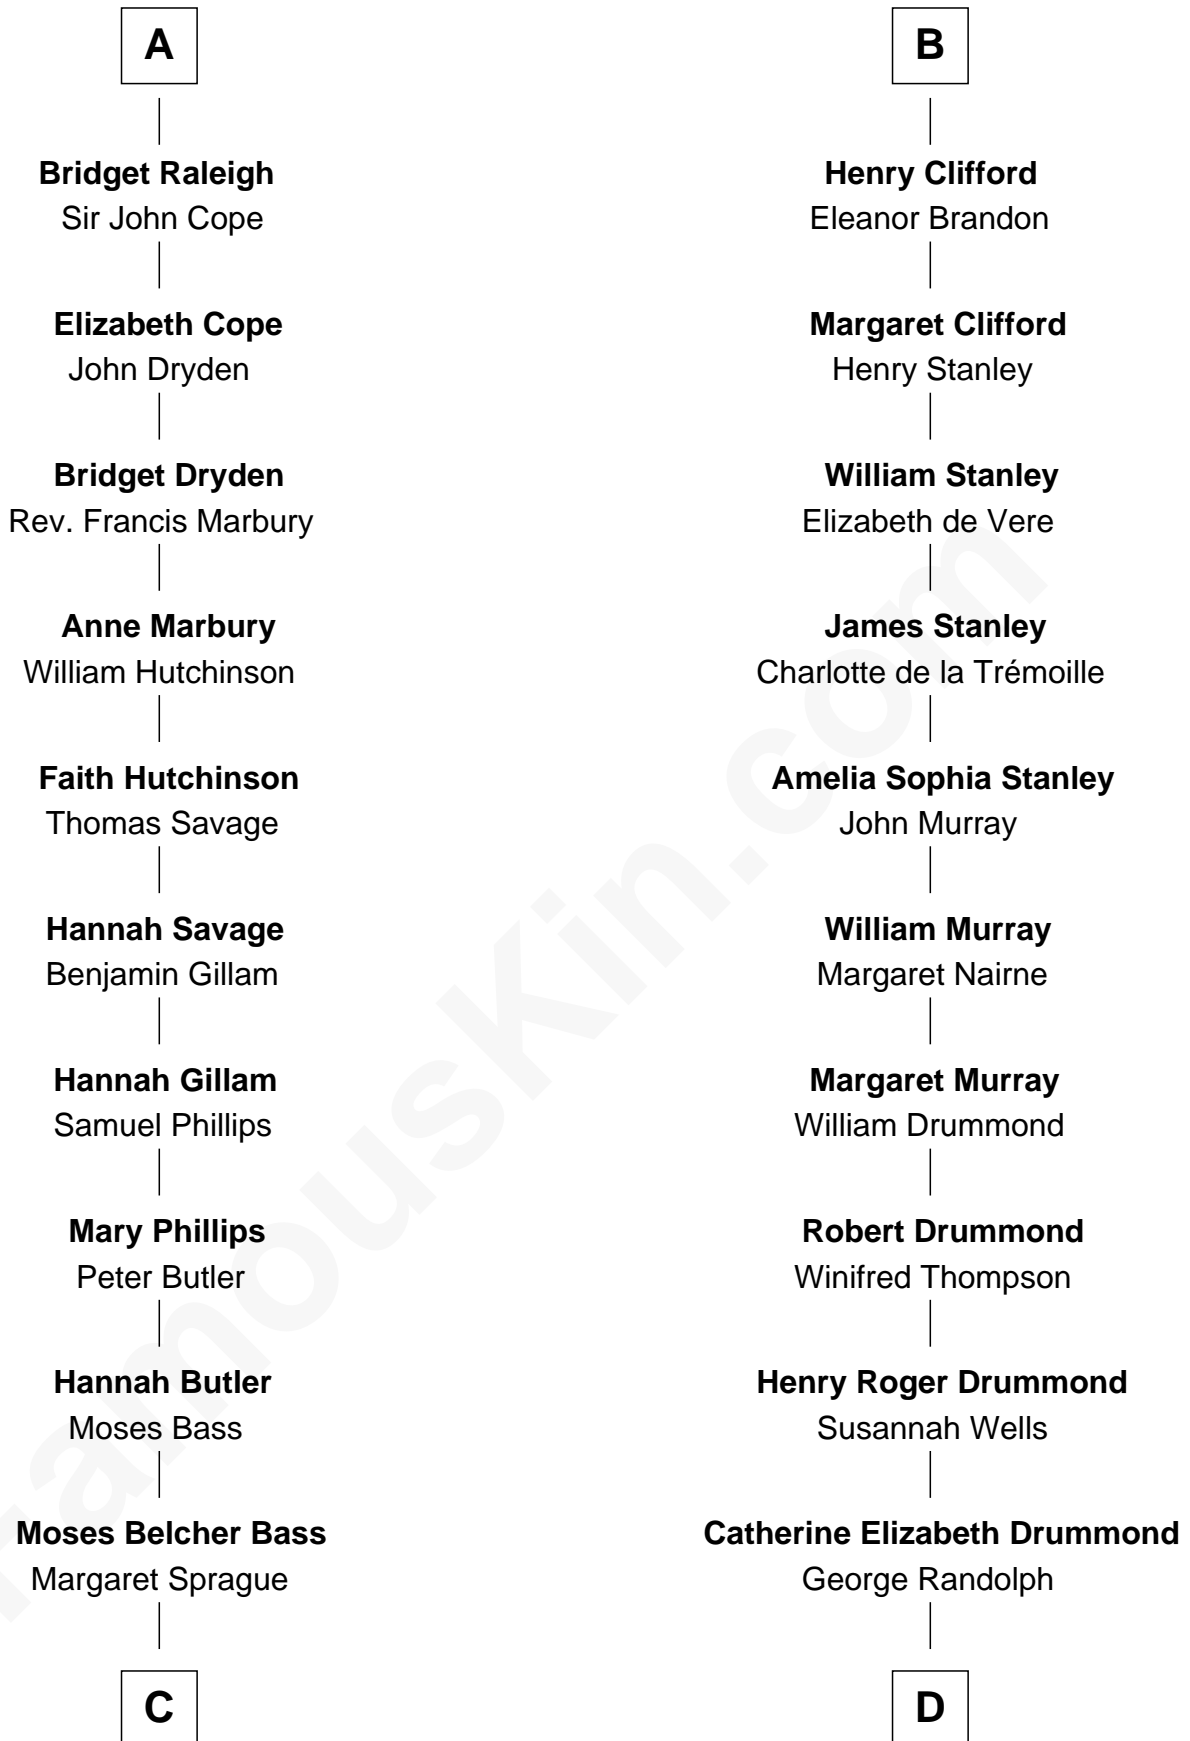 A
Bridget Raleigh
Sir John Cope
Elizabeth Cope
John Dryden
Bridget Dryden
Rev. Francis Marbury
Anne Marbury
William Hutchinson
Faith Hutchinson
Thomas Savage
Hannah Savage
Benjamin Gillam
Hannah Gillam
Samuel Phillips
Mary Phillips
Peter Butler
Hannah Butler
Moses Bass
Moses Belcher Bass
Margaret Sprague
C
B
Henry Clifford
Eleanor Brandon
Margaret Clifford
Henry Stanley
William Stanley
Elizabeth de Vere
James Stanley
Charlotte de la Trémoille
Amelia Sophia Stanley
John Murray
William Murray
Margaret Nairne
Margaret Murray
William Drummond
Robert Drummond
Winifred Thompson
Henry Roger Drummond
Susannah Wells
Catherine Elizabeth Drummond
George Randolph
D
FamousKin.com